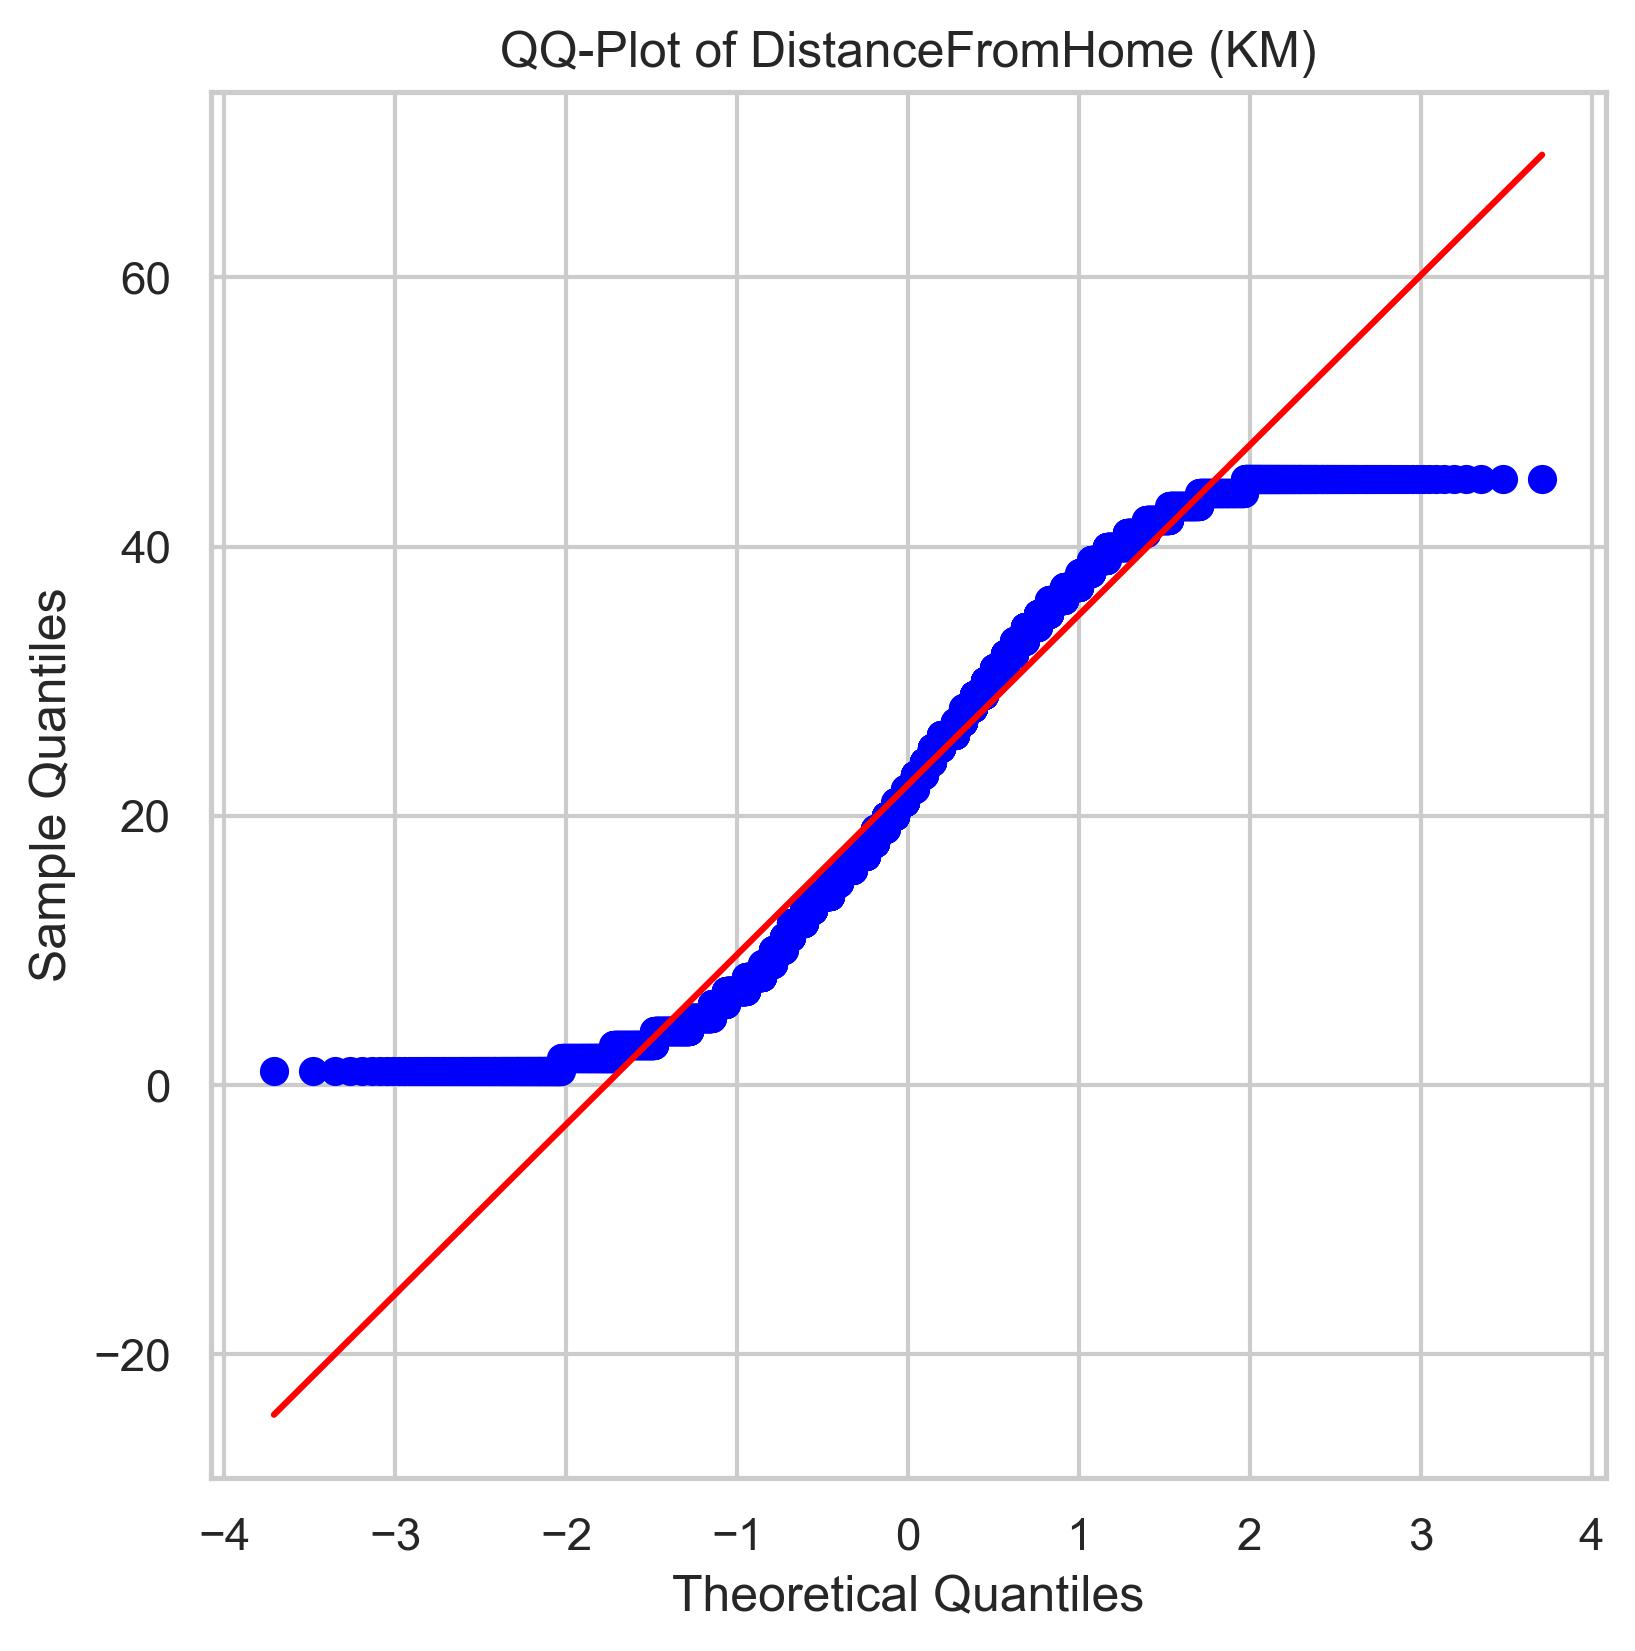 QQ-Plot of DistanceFromHome (KM)
60
40
20
0
−20
Sample Quantiles
−4 −3 −2 −1 0 1 2 3 4
Theoretical Quantiles